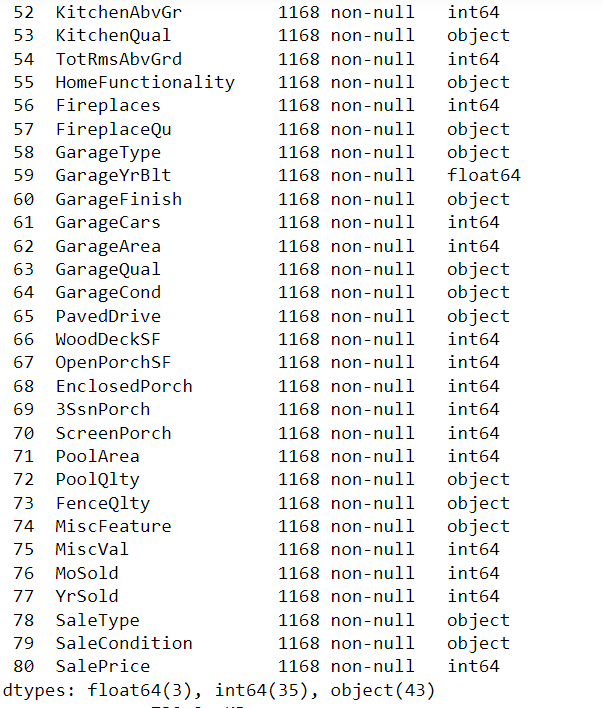 52 KitchenAbvGr 1168 non-null int64
53 KitchenQual 1168 non-null object
54 TotRmsAbvGrd 1168 non-null int64
55 HomeFunctionality 1168 non-null object
56 Fireplaces 1168 non-null int64
57 FireplaceQu 1168 non-null object
58 GarageType 1168 non-null object
59 GarageYrBlt 1168 non-null float64
60 GarageFinish 1168 non-null object
61 GarageCars 1168 non-null int64
62 GarageArea 1168 non-null int64
63 GarageQual 1168 non-null object
64 GarageCond 1168 non-null object
65 PavedDrive 1168 non-null object
66 WoodDeckSF 1168 non-null int64
67 OpenPorchSF 1168 non-null int64
68 EnclosedPorch 1168 non-null int64
69 3SsnPorch 1168 non-null int64
70 ScreenPorch 1168 non-null int64
71 PoolArea 1168 non-null int64
72 PoolQlty 1168 non-null object
73 FenceQlty 1168 non-null object
74 MiscFeature 1168 non-null object
75 MiscVal 1168 non-null int64
76 MoSold 1168 non-null int64
77 YrSold 1168 non-null int64
78 SaleType 1168 non-null object
79 SaleCondition 1168 non-null object
80 SalePrice 1168 non-null int64
dtypes: float64(3), int64(35), object(43)